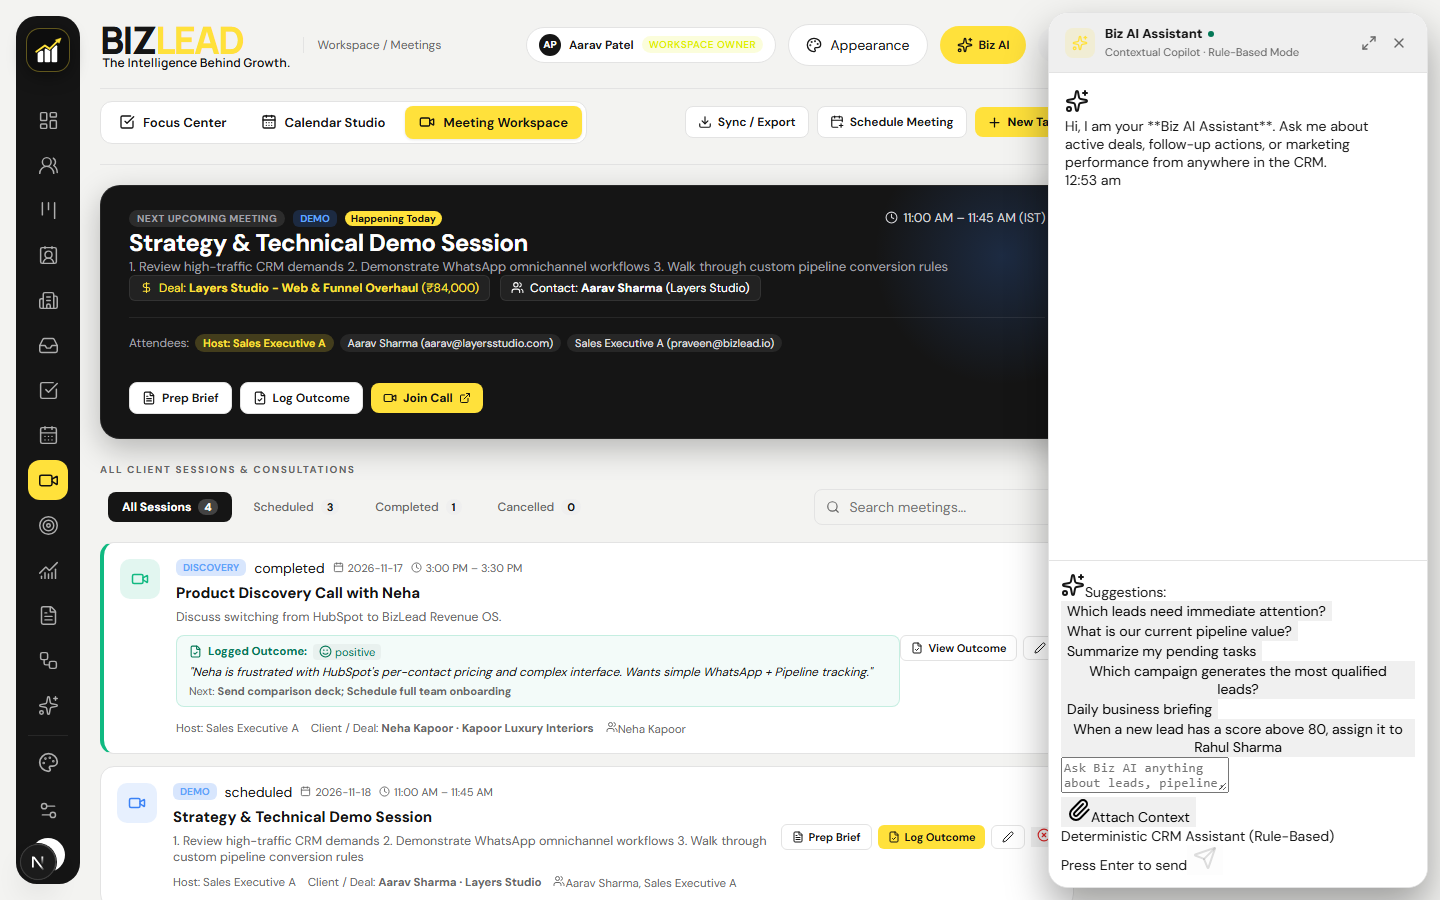 BIZLEAD
The Intelligence Behind Growth.
Workspace / Meetings
AP Aarav Patel WORKSPACE OWNER
Appearance
Biz AI
Focus Center
Calendar Studio
Meeting Workspace
Sync / Export
Schedule Meeting
New Ta
NEXT UPCOMING MEETING DEMO Happening Today
11:00 AM – 11:45 AM (IST)
Strategy & Technical Demo Session
1. Review high-traffic CRM demands 2. Demonstrate WhatsApp omnichannel workflows 3. Walk through custom pipeline conversion rules
Deal: Layers Studio - Web & Funnel Overhaul (₹84,000)
Contact: Aarav Sharma (Layers Studio)
Attendees: Host: Sales Executive A Aarav Sharma (aarav@layersstudio.com) Sales Executive A (praveen@bizlead.io)
Prep Brief
Log Outcome
Join Call
ALL CLIENT SESSIONS & CONSULTATIONS
All Sessions 4
Scheduled 3
Completed 1
Cancelled 0
Search meetings...
DISCOVERY completed 2026-11-17 3:00 PM – 3:30 PM
Product Discovery Call with Neha
Discuss switching from HubSpot to BizLead Revenue OS.
Logged Outcome: positive
"Neha is frustrated with HubSpot's per-contact pricing and complex interface. Wants simple WhatsApp + Pipeline tracking."
Next: Send comparison deck; Schedule full team onboarding
View Outcome
Host: Sales Executive A Client / Deal: Neha Kapoor · Kapoor Luxury Interiors Neha Kapoor
DEMO scheduled 2026-11-18 11:00 AM – 11:45 AM
Strategy & Technical Demo Session
1. Review high-traffic CRM demands 2. Demonstrate WhatsApp omnichannel workflows 3. Walk through
custom pipeline conversion rules
Prep Brief
Log Outcome
Host: Sales Executive A Client / Deal: Aarav Sharma · Layers Studio Aarav Sharma, Sales Executive A
N
Biz AI Assistant
Contextual Copilot · Rule-Based Mode
Hi, I am your **Biz AI Assistant**. Ask me about
active deals, follow-up actions, or marketing
performance from anywhere in the CRM.
12:53 am
Suggestions:
Which leads need immediate attention?
What is our current pipeline value?
Summarize my pending tasks
Which campaign generates the most qualified
leads?
Daily business briefing
When a new lead has a score above 80, assign it to
Rahul Sharma
Ask Biz AI anything
about leads, pipeline,
Attach Context
Deterministic CRM Assistant (Rule-Based)
Press Enter to send